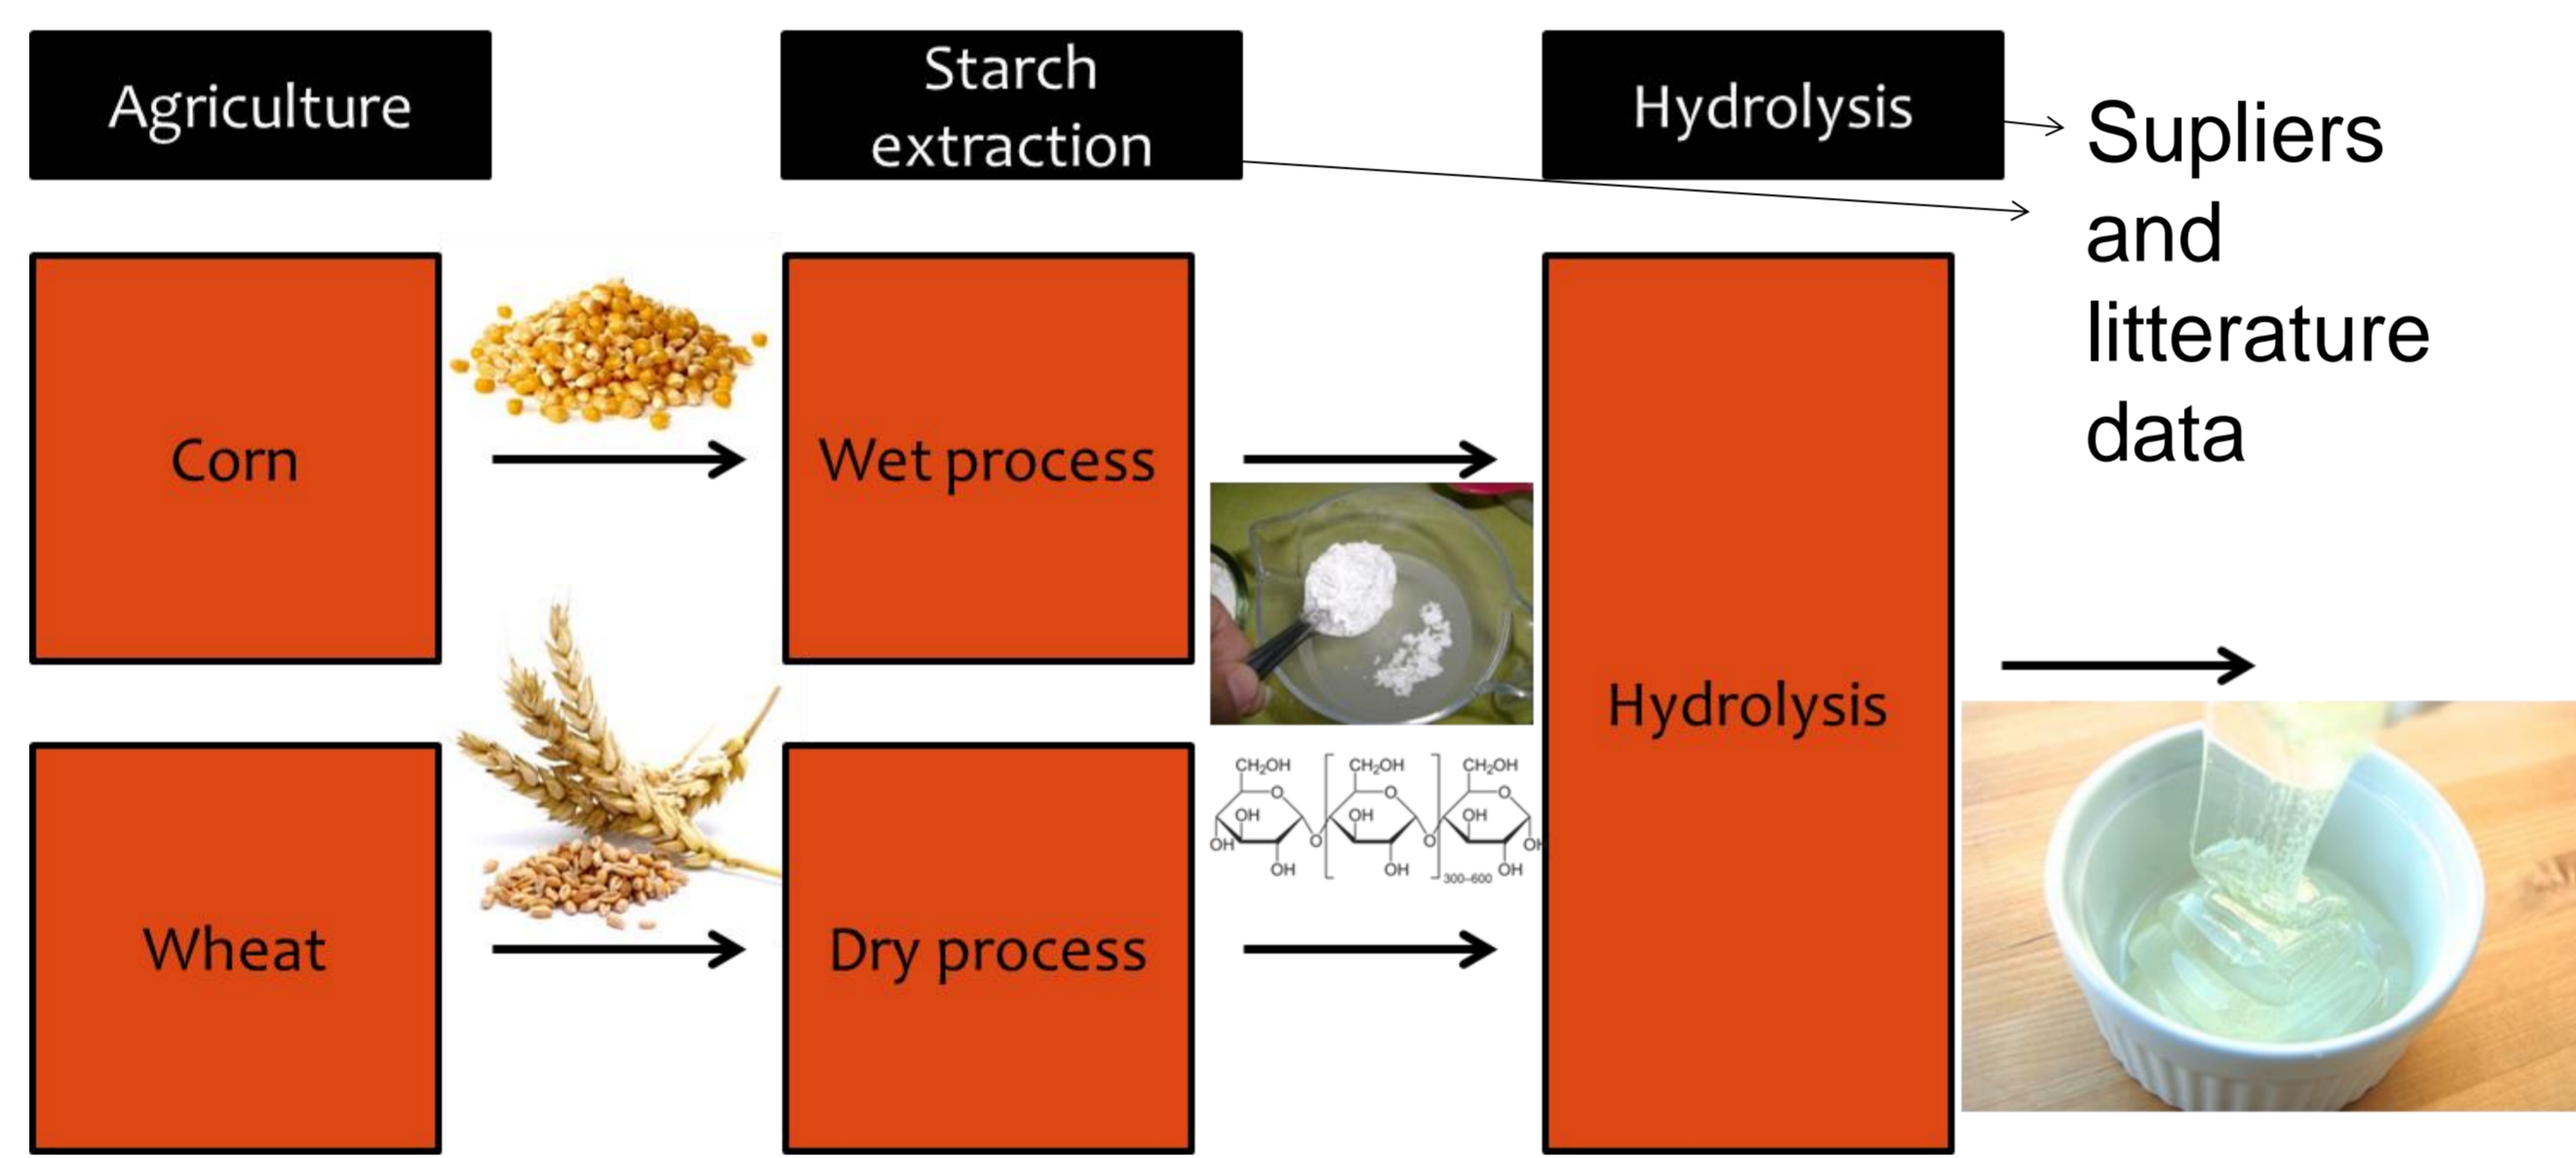 Agriculture
Starch
extraction
Hydrolysis
Supliers
and
litterature
data
Corn
Wet process
Hydrolysis
Wheat
Dry process
CH₂OH CH₂OH CH₂OH
O O O
OH OH OH
OH O O OH
OH OH OH
300–600